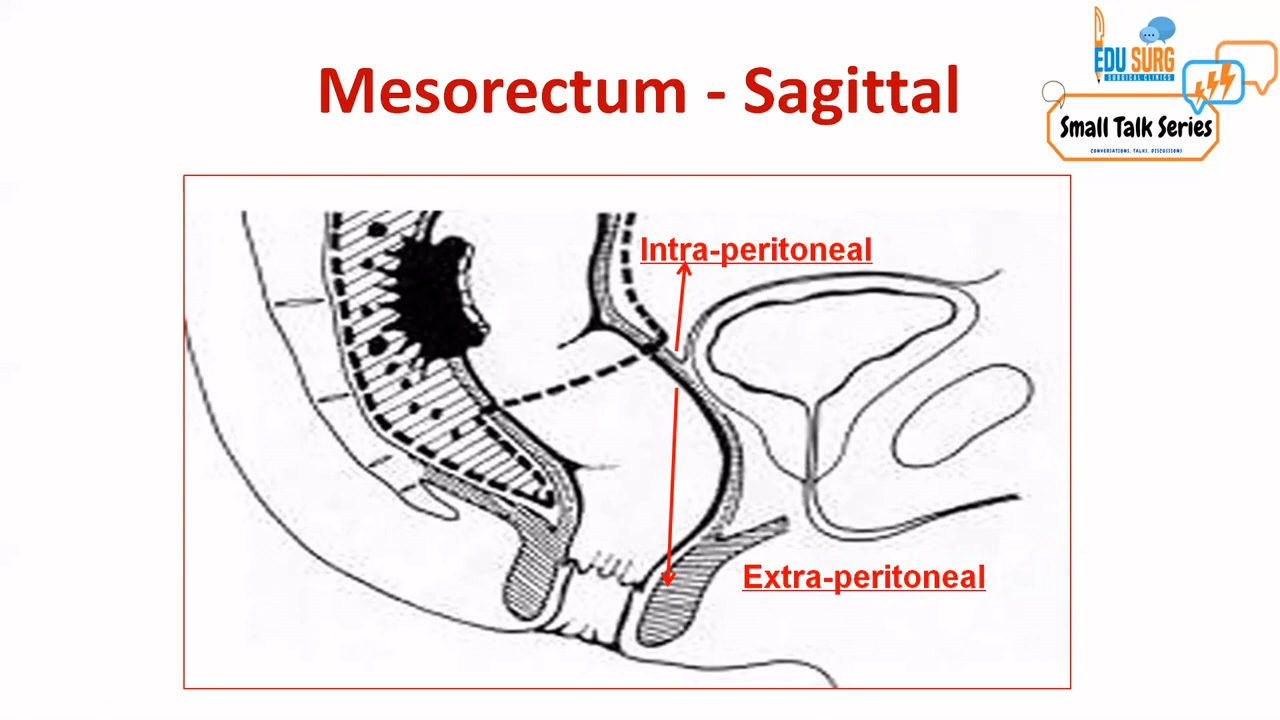 Mesorectum - Sagittal
EDU SURG
SURGICAL CLINICS
Small Talk Series
CONVERSATIONS, TALKS, DISCUSSIONS
Intra-peritoneal
Extra-peritoneal